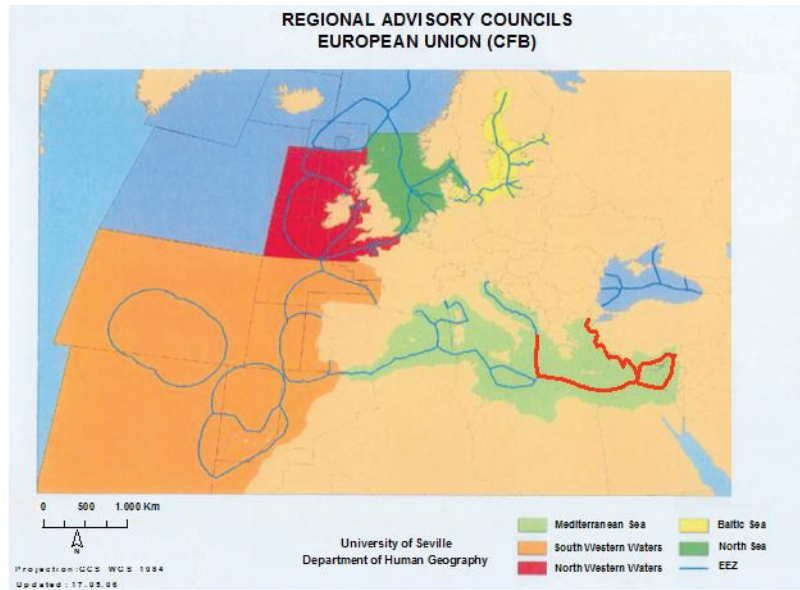 REGIONAL ADVISORY COUNCILS
EUROPEAN UNION (CFB)
0 500 1.000 Km
N
Projection:CCS WGS 1984
Updated: 17.05.06
University of Seville
Department of Human Geography
Mediterranean Sea
South Western Waters
North Western Waters
Baltic Sea
North Sea
EEZ